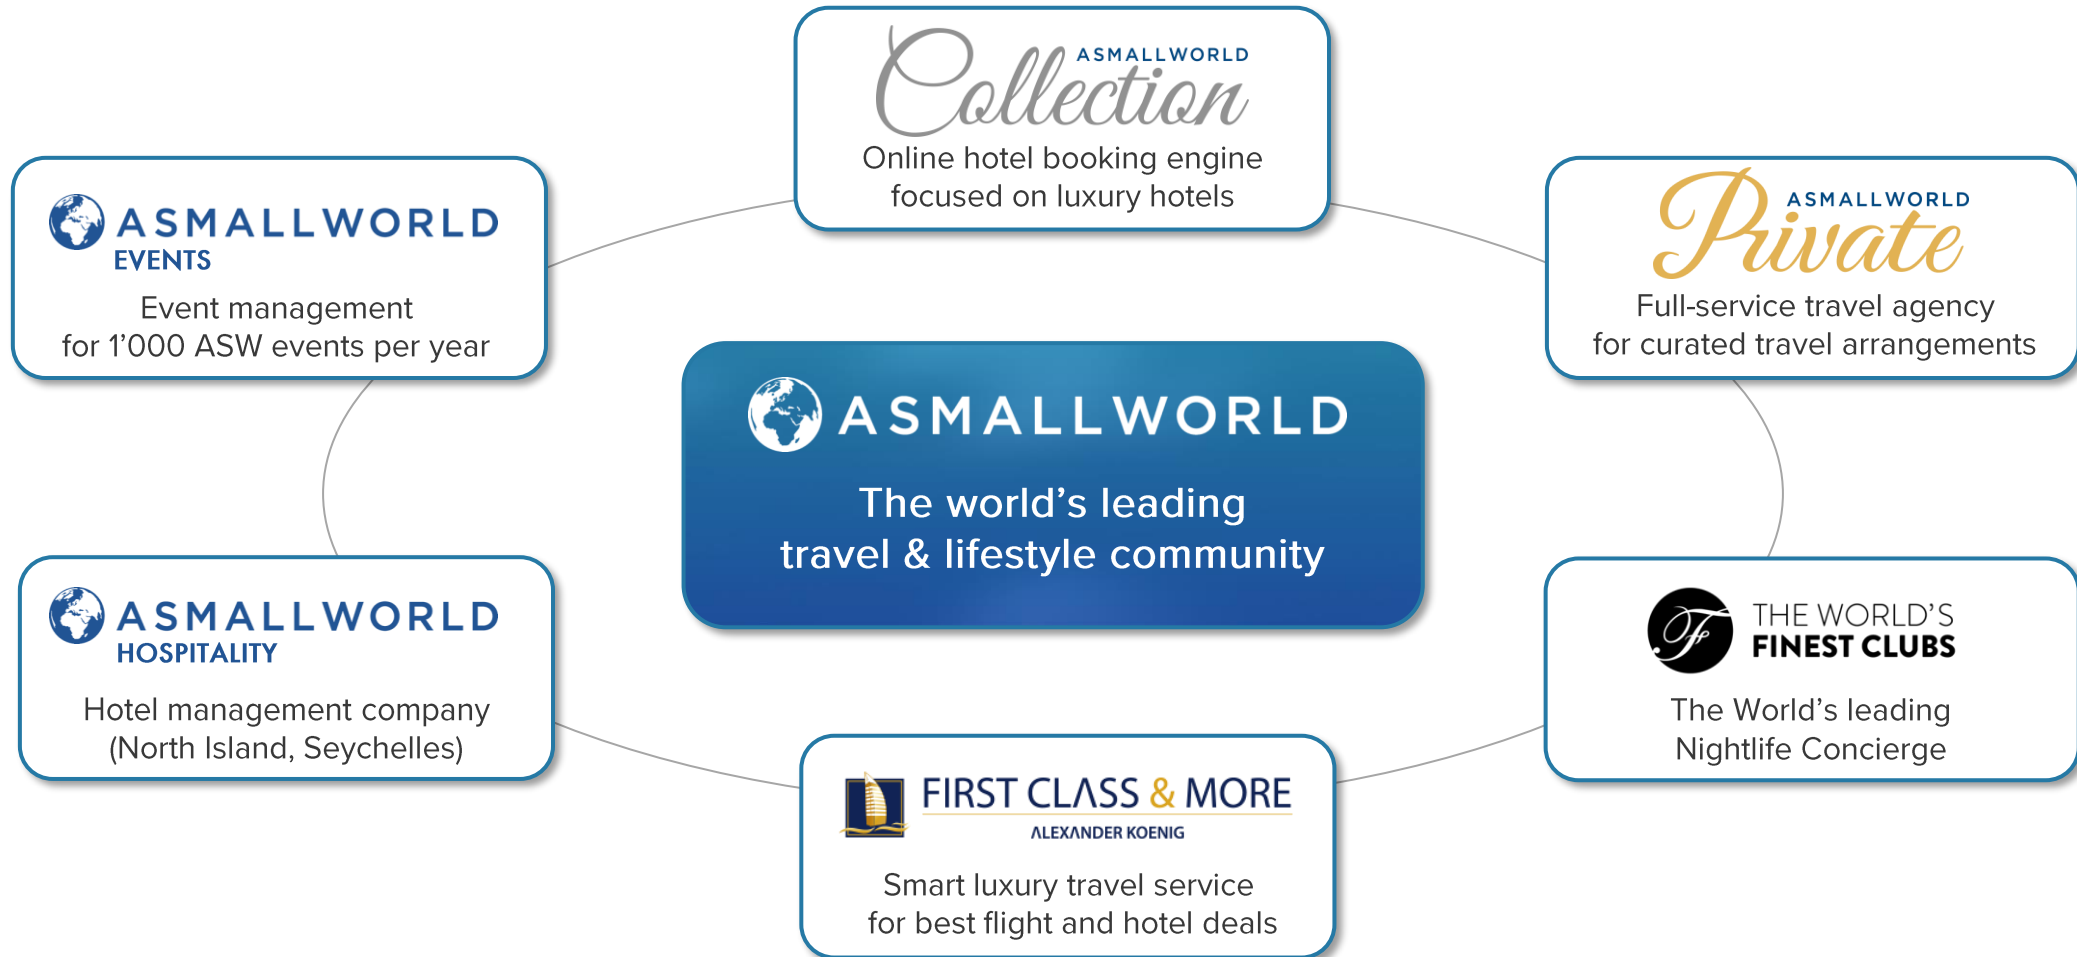 ASMALLWORLD
Collection
Online hotel booking engine
focused on luxury hotels
ASMALLWORLD
EVENTS
Event management
for 1’000 ASW events per year
ASMALLWORLD
Private
Full-service travel agency
for curated travel arrangements
ASMALLWORLD
The world’s leading
travel & lifestyle community
ASMALLWORLD
HOSPITALITY
Hotel management company
(North Island, Seychelles)
F
THE WORLD’S
FINEST CLUBS
The World’s leading
Nightlife Concierge
FIRST CLASS & MORE
ALEXANDER KOENIG
Smart luxury travel service
for best flight and hotel deals